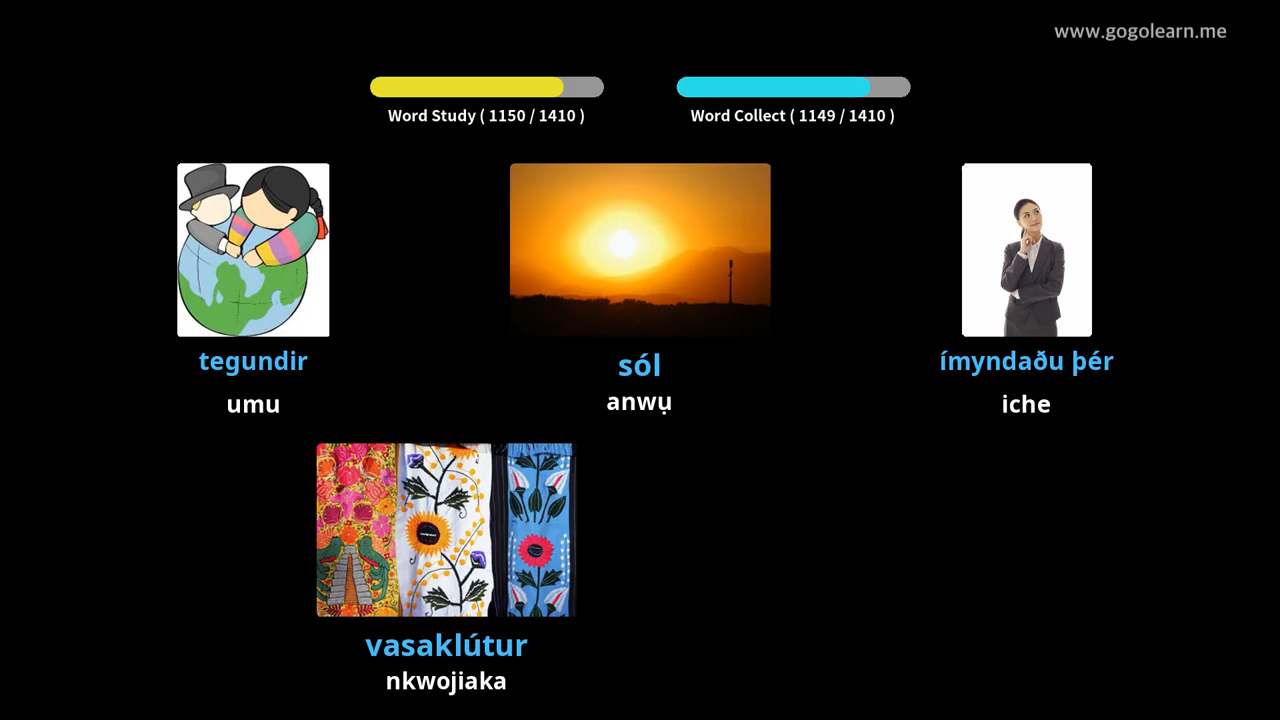 www.gogolearn.me
Word Study ( 1150 / 1410 )
Word Collect ( 1149 / 1410 )
tegundir
umu
sól
anwụ
ímyndaðu þér
iche
vasaklútur
nkwojiaka